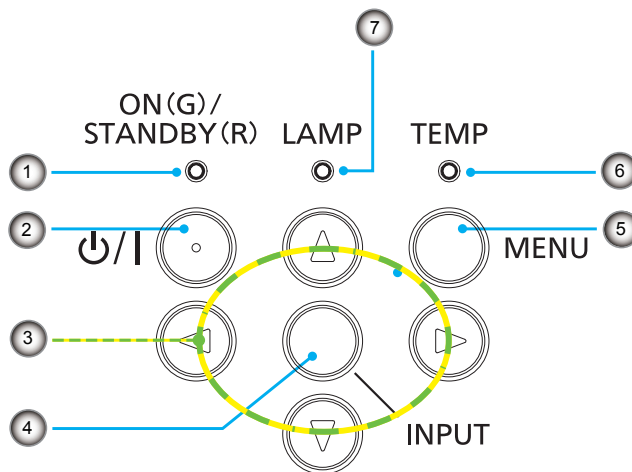 7
ON(G)/
STANDBY(R) LAMP TEMP
1
6
2
5
⏻/I MENU
3
4
INPUT